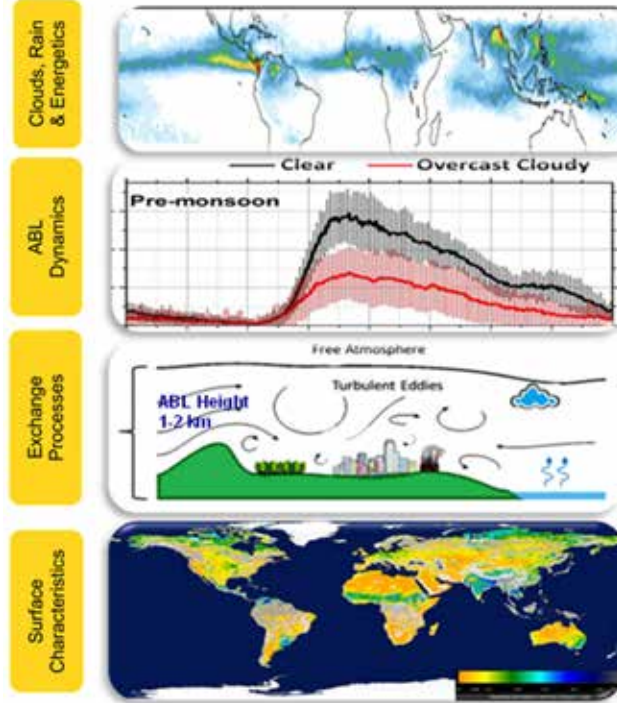 Clouds, Rain
& Energetics
ABL
Dynamics
Clear
Overcast Cloudy
Pre-monsoon
Exchange
Processes
Free Atmosphere
Turbulent Eddies
ABL Height
1-2 km
Surface
Characteristics